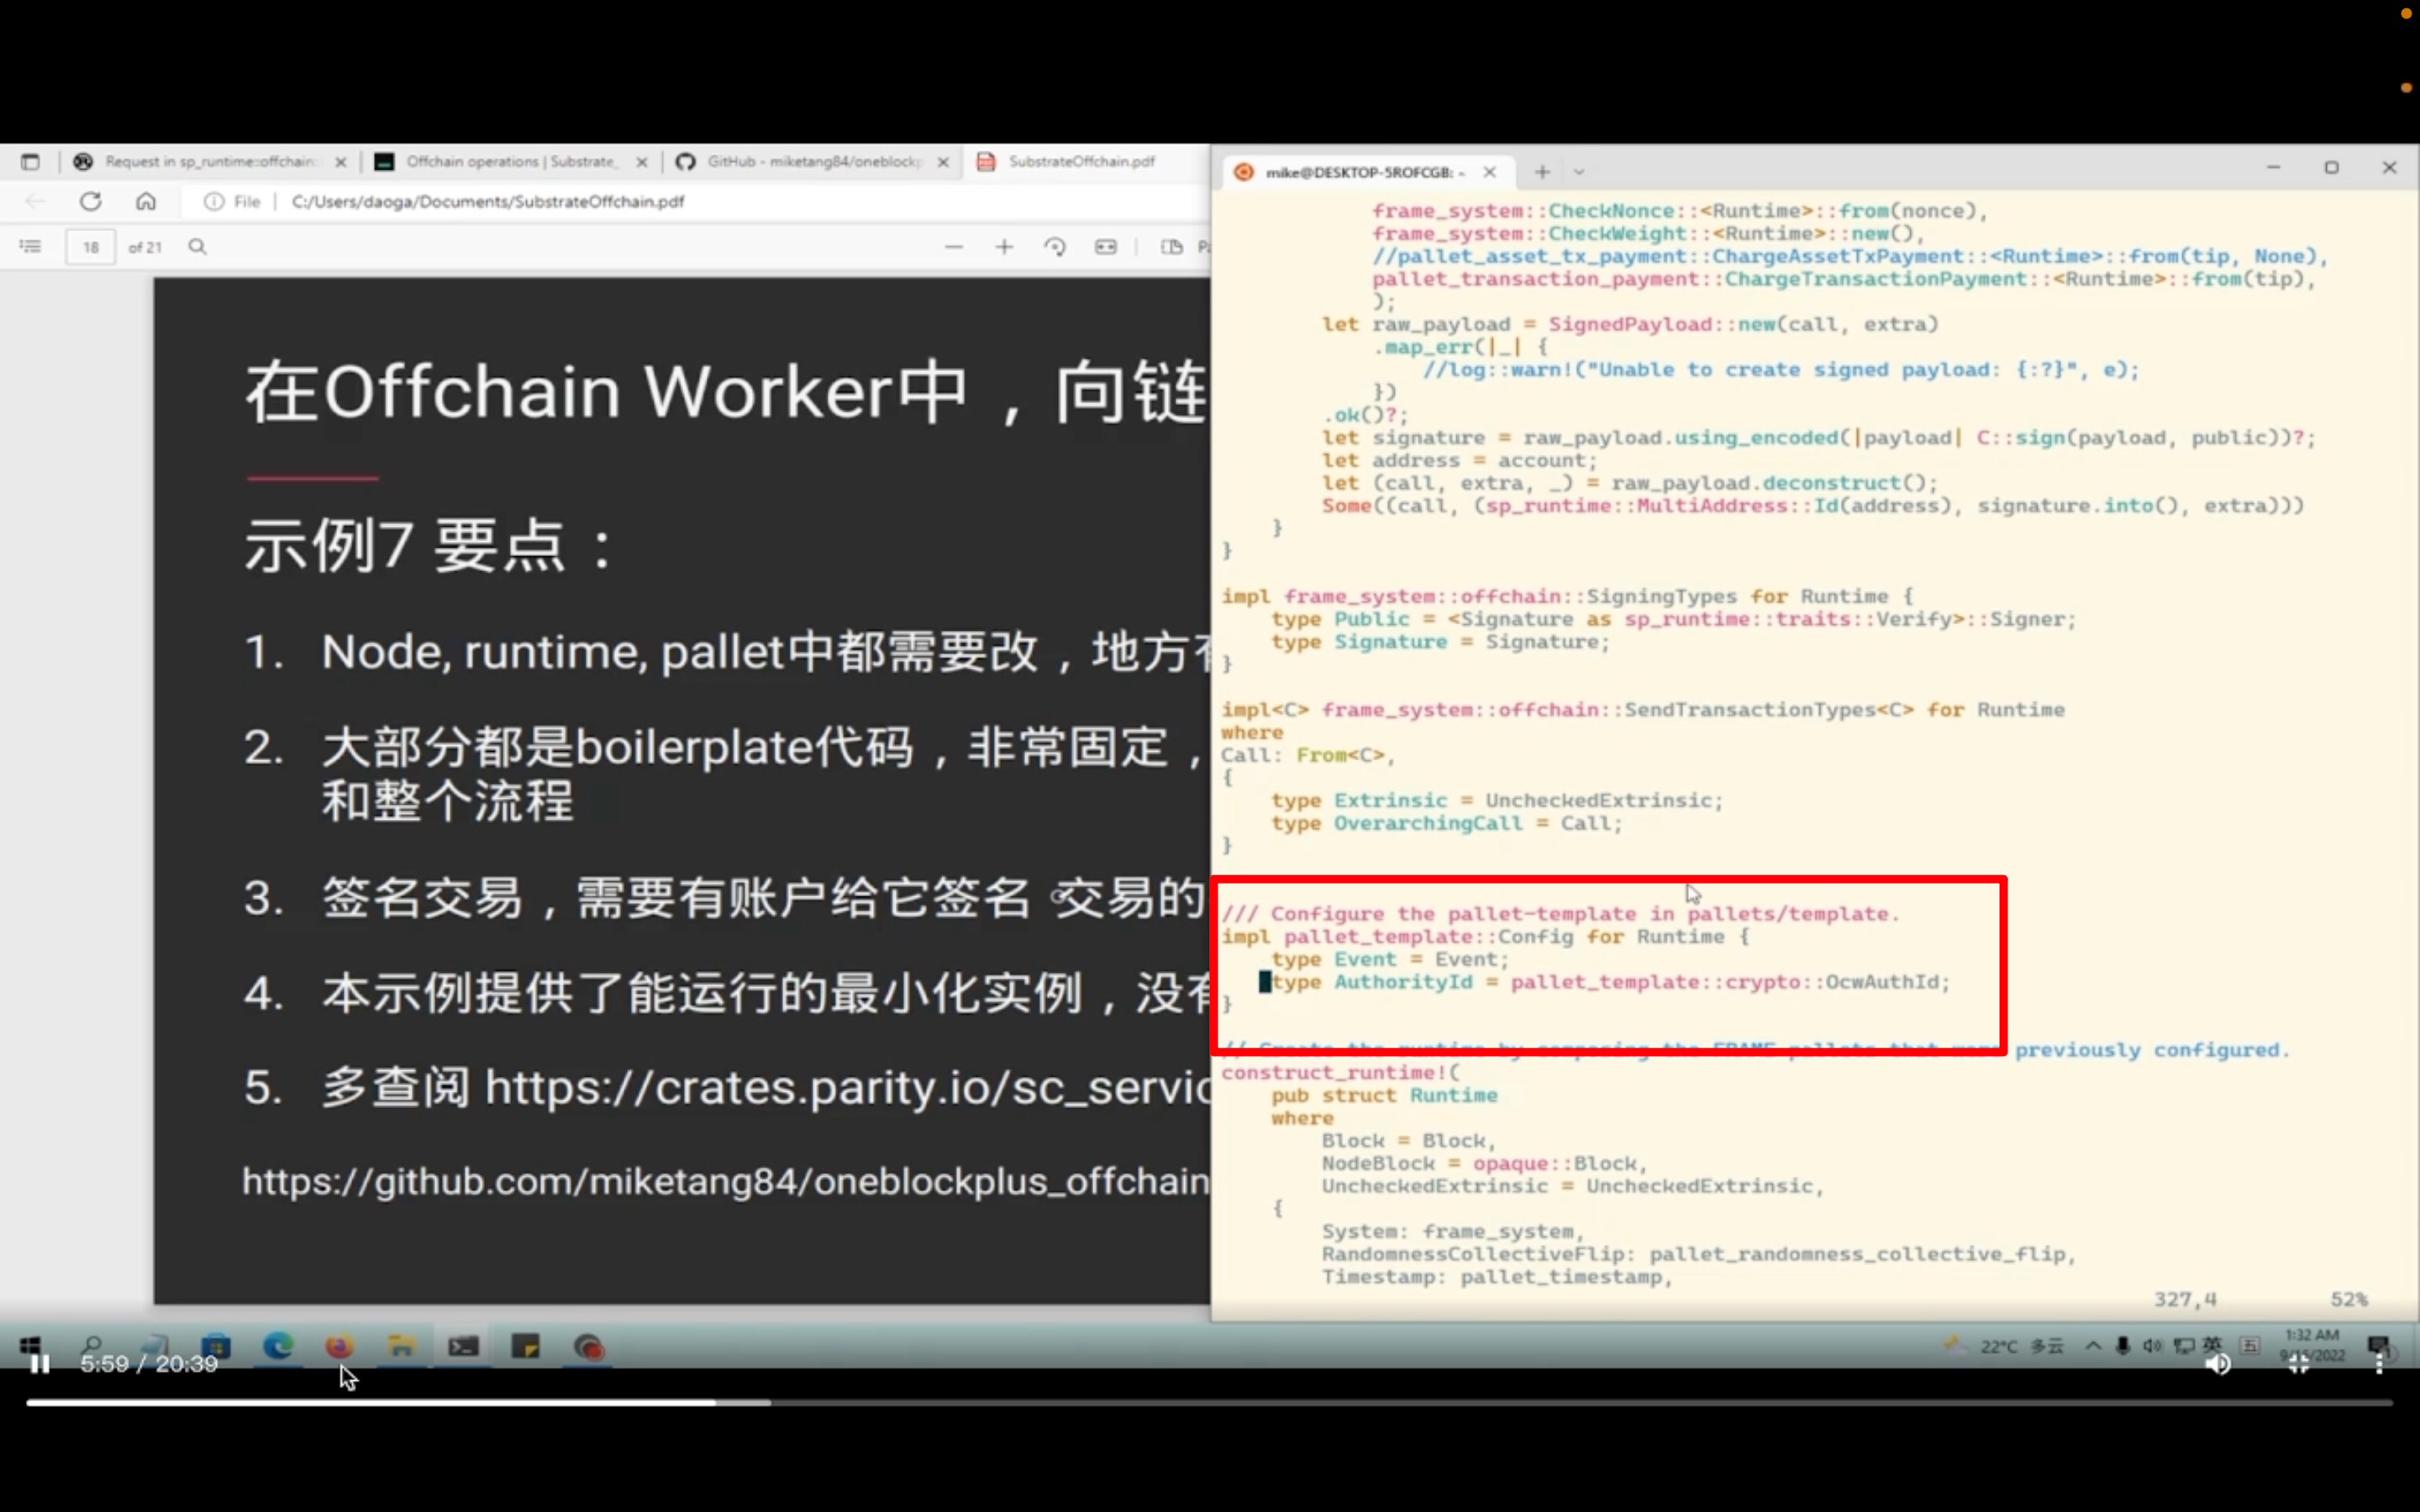 Request in sp_runtime::offchain::
Offchain operations | Substrate_
GitHub - miketang84/oneblockp
SubstrateOffchain.pdf
File
C:/Users/daoga/Documents/SubstrateOffchain.pdf
18
of 21
在Offchain Worker中，向链
示例7 要点：
1. Node, runtime, pallet中都需要改，地方
2. 大部分都是boilerplate代码，非常固定，
和整个流程
3. 签名交易，需要有账户给它签名 交易的
4. 本示例提供了能运行的最小化实例，没有
5. 多查阅 https://crates.parity.io/sc_servic
https://github.com/miketang84/oneblockplus_offchain
mike@DESKTOP-5ROFCGB: ~
frame_system::CheckNonce::<Runtime>::from(nonce),
frame_system::CheckWeight::<Runtime>::new(),
//pallet_asset_tx_payment::ChargeAssetTxPayment::<Runtime>::from(tip, None),
pallet_transaction_payment::ChargeTransactionPayment::<Runtime>::from(tip),
);
let raw_payload = SignedPayload::new(call, extra)
.map_err(|_| {
//log::warn!("Unable to create signed payload: {:?}", e);
})
.ok()?;
let signature = raw_payload.using_encoded(|payload| C::sign(payload, public))?;
let address = account;
let (call, extra, _) = raw_payload.deconstruct();
Some((call, (sp_runtime::MultiAddress::Id(address), signature.into(), extra)))
}
}
impl frame_system::offchain::SigningTypes for Runtime {
type Public = <Signature as sp_runtime::traits::Verify>::Signer;
type Signature = Signature;
}
impl<C> frame_system::offchain::SendTransactionTypes<C> for Runtime
where
Call: From<C>,
{
type Extrinsic = UncheckedExtrinsic;
type OverarchingCall = Call;
}
/// Configure the pallet-template in pallets/template.
impl pallet_template::Config for Runtime {
type Event = Event;
type AuthorityId = pallet_template::crypto::OcwAuthId;
}
// Create the runtime by composing the FRAME pallets that were previously configured.
construct_runtime!(
pub struct Runtime
where
Block = Block,
NodeBlock = opaque::Block,
UncheckedExtrinsic = UncheckedExtrinsic,
{
System: frame_system,
RandomnessCollectiveFlip: pallet_randomness_collective_flip,
Timestamp: pallet_timestamp,
327,4 52%
5:59 / 20:39
22°C 多云
英
五
1:32 AM
9/15/2022